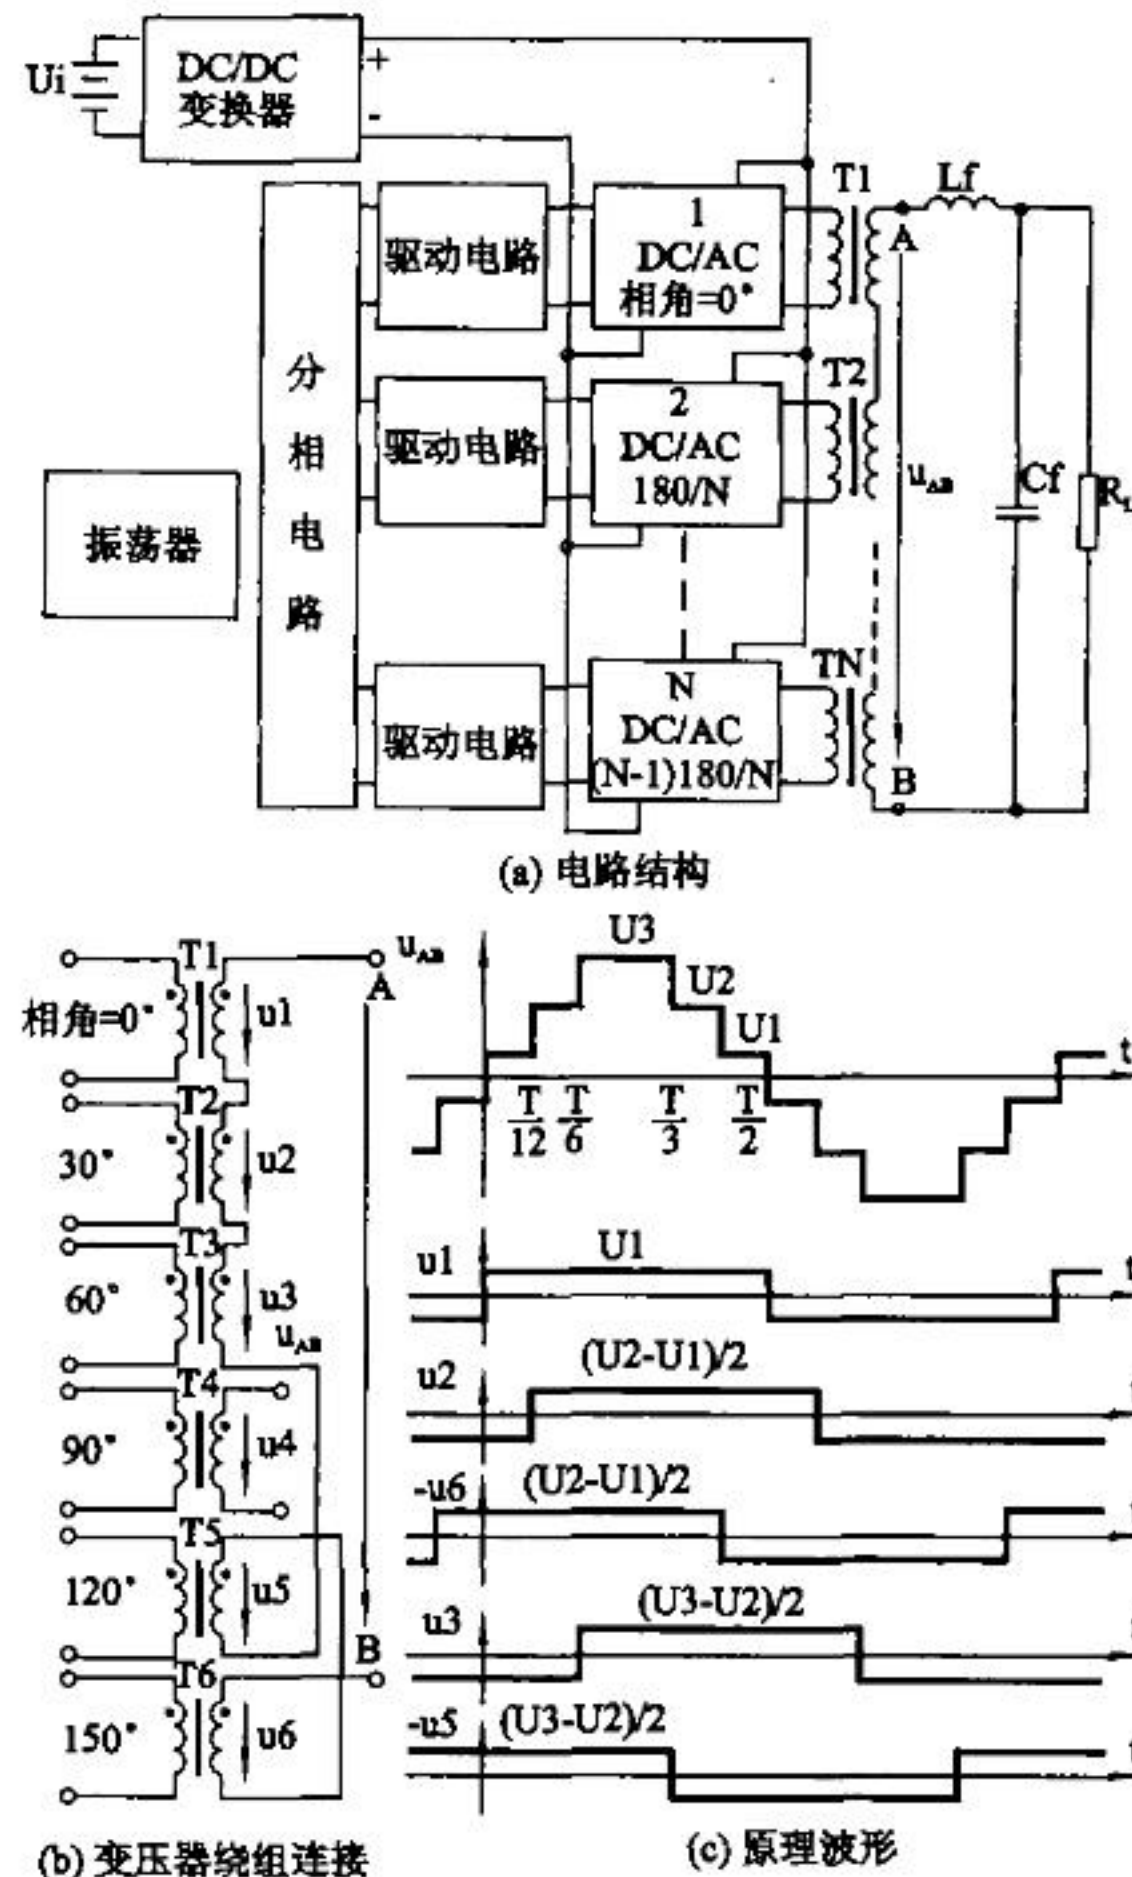 Ui
DC/DC
变换器
+
-
分
相
电
路
振荡器
驱动电路
1
DC/AC
相角=0°
T1
Lf
A
驱动电路
2
DC/AC
180/N
T2
u_AB
Cf
R_L
驱动电路
N
DC/AC
(N-1)180/N
TN
B
(a) 电路结构
T1
相角=0°
u1
A
T2
30°
u2
T3
60°
u3
u_AB
T4
90°
u4
T5
120°
u5
B
T6
150°
u6
(b) 变压器绕组连接
u_AB
U3
U2
U1
t
T/12
T/6
T/3
T/2
u1
U1
t
u2
(U2-U1)/2
-u6
(U2-U1)/2
u3
(U3-U2)/2
-u5
(U3-U2)/2
(c) 原理波形